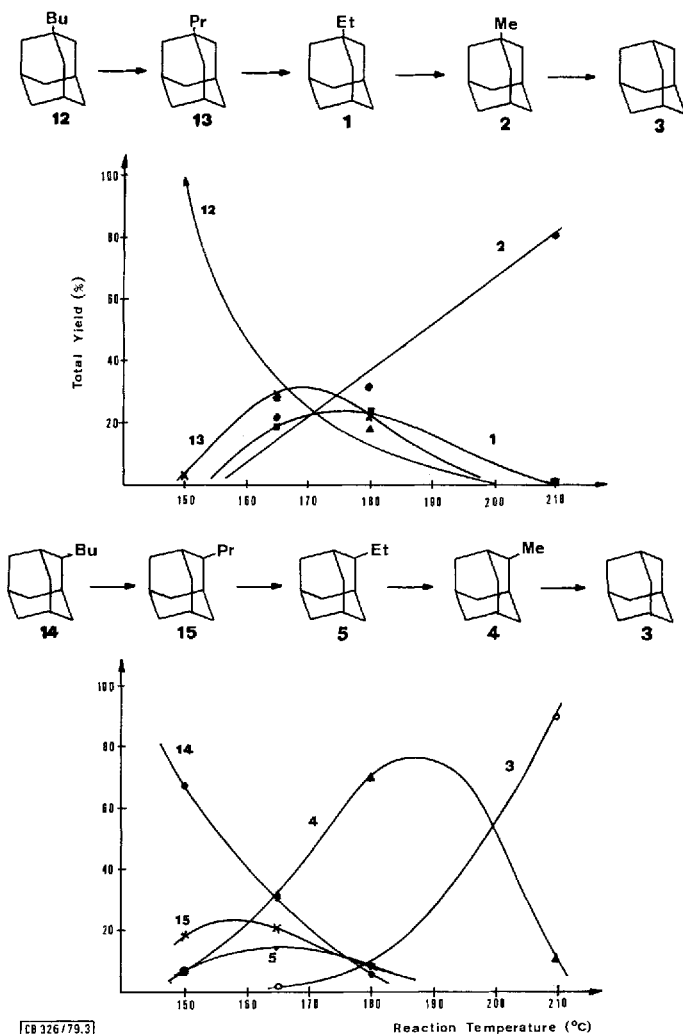 Bu Pr Et Me
12 13 1 2 3
100
80
60
40
20
Total Yield (%)
12
2
13
1
150 160 170 180 190 200 210
Bu Pr Et Me
14 15 5 4 3
100
80
60
40
20
14
4
3
15
5
150 160 170 180 190 200 210
CB 326/79.3
Reaction Temperature (°C)